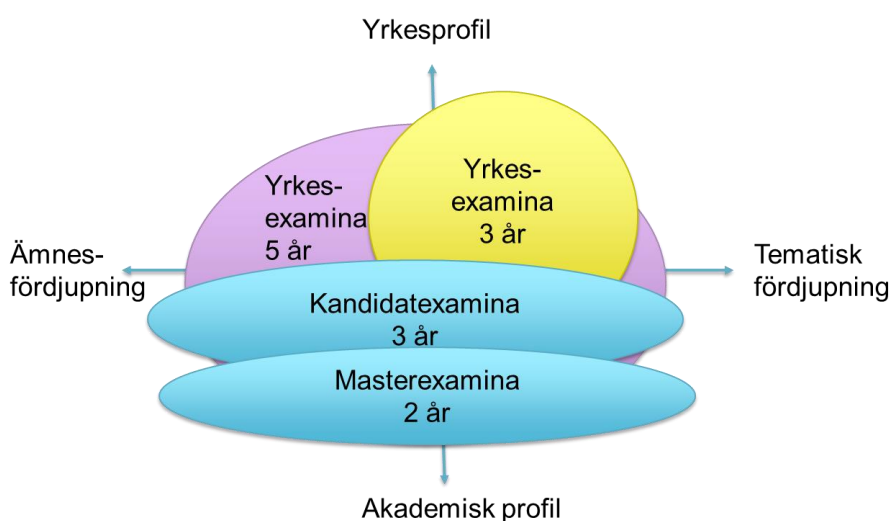 Yrkesprofil
Yrkes-
examina
3 år
Yrkes-
examina
5 år
Ämnes-
fördjupning
Tematisk
fördjupning
Kandidatexamina
3 år
Masterexamina
2 år
Akademisk profil